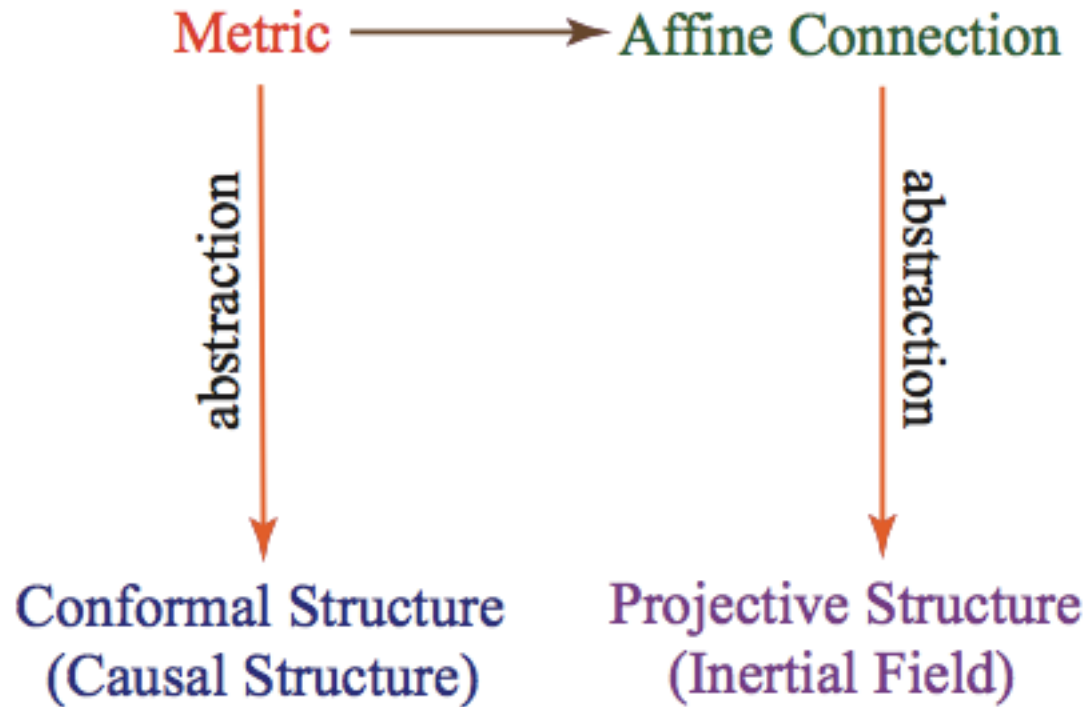 Metric
Affine Connection
abstraction
abstraction
Conformal Structure
(Causal Structure)
Projective Structure
(Inertial Field)